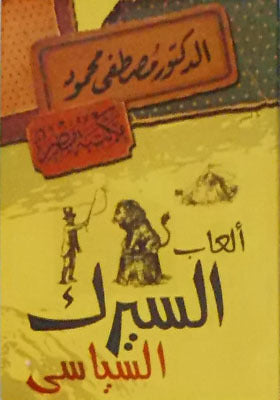 الدكتور مصطفى محمود
مكتبة مصر
ألعاب
السيرك
السياسى